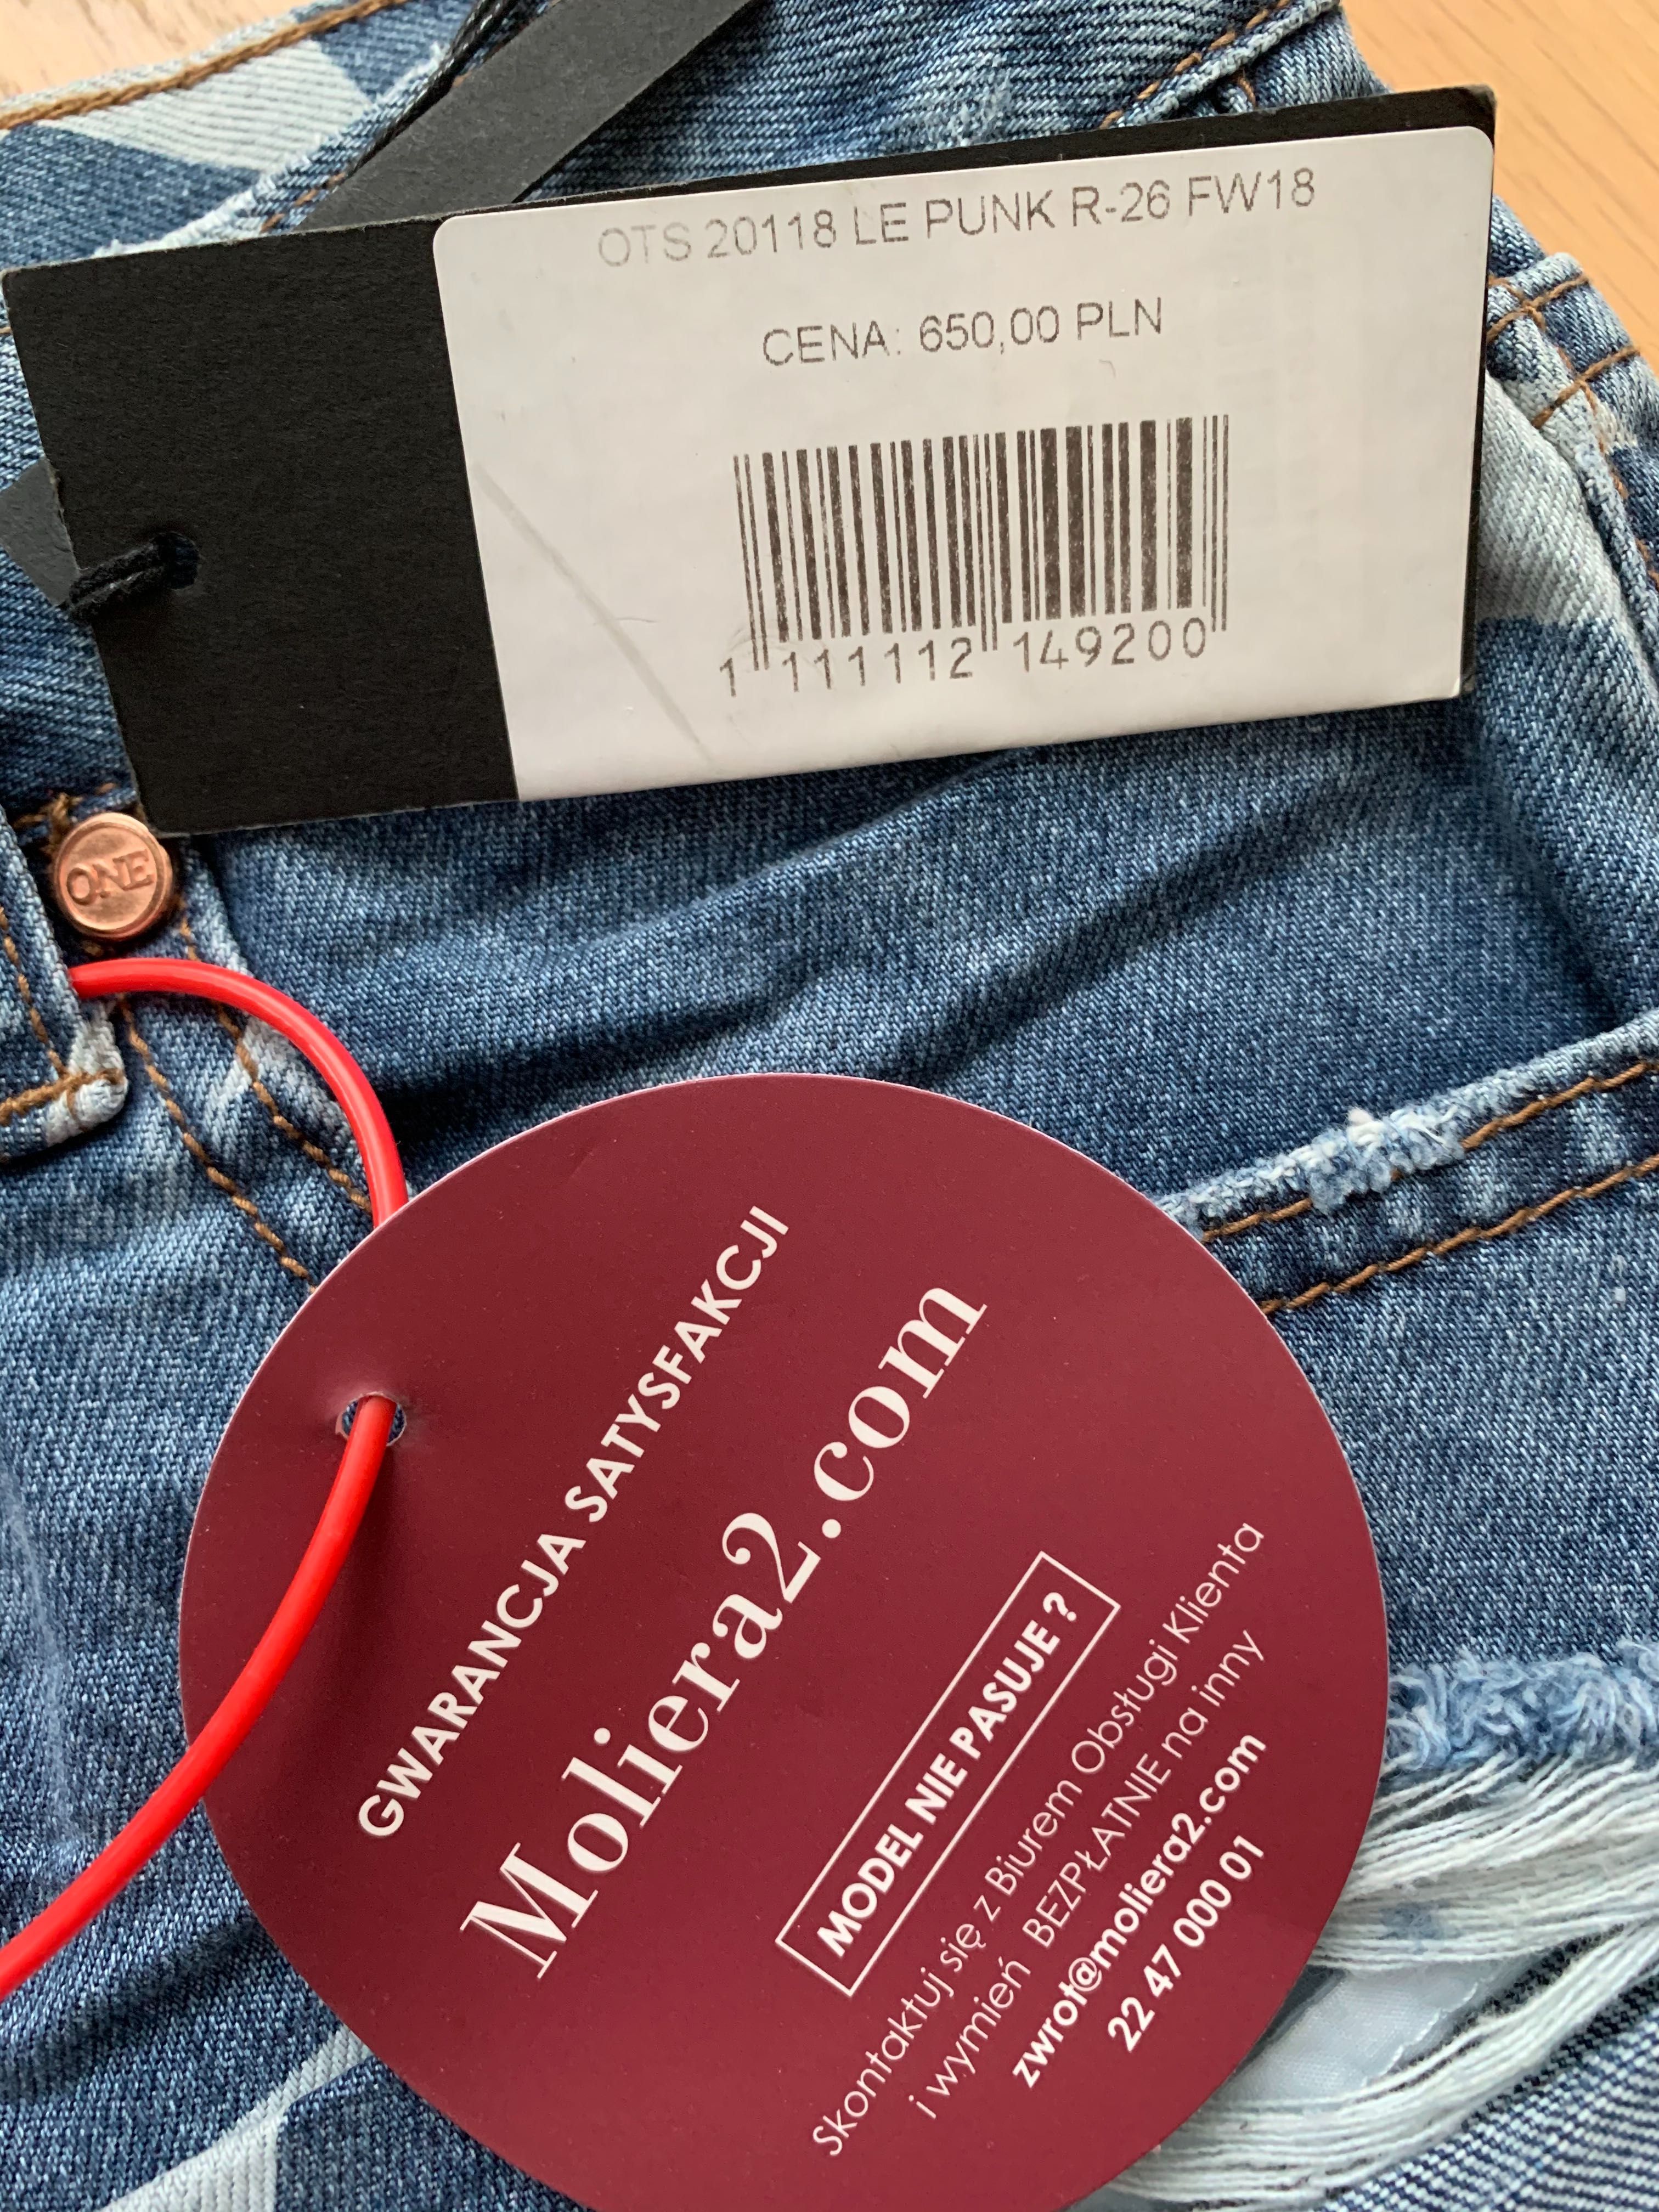 OTS 20118 LE PUNK R-26 FW18
CENA: 650,00 PLN
1 111112 149200
ONE
GWARANCJA SATYSFAKCJI
Moliera2.com
MODEL NIE PASUJE ?
Skontaktuj się z Biurem Obsługi Klienta
i wymień BEZPŁATNIE na inny
zwrot@moliera2.com
22 47 000 01